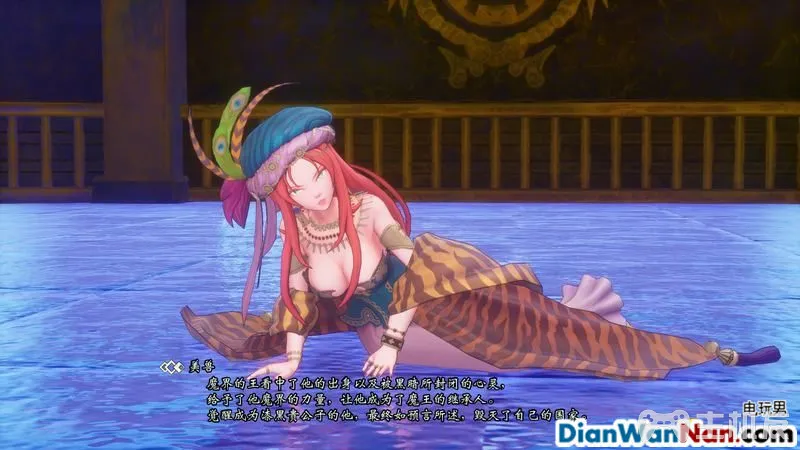 美兽
魔界的王看中了他的出身以及被黑暗所封闭的心灵，
给予了他魔界的力量，让他成为了魔王的继承人。
觉醒成为漆黑贵公子的他，最终如预言所述，毁灭了自己的国家。
电玩男
DianWanNan.com